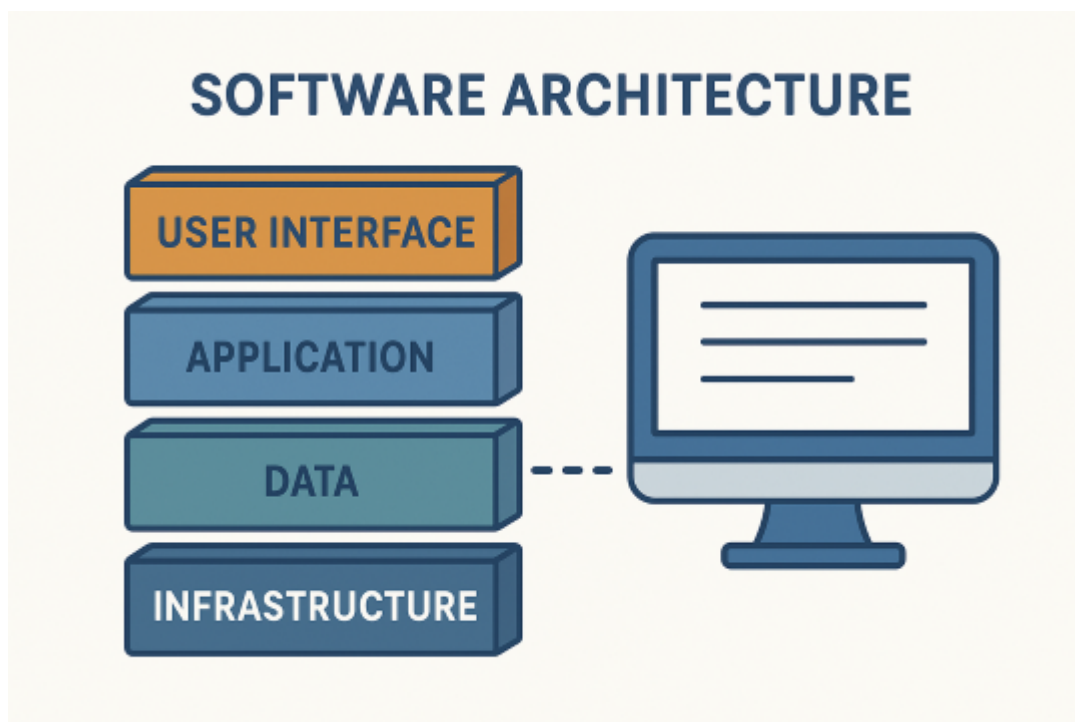 SOFTWARE ARCHITECTURE
USER INTERFACE
APPLICATION
DATA
INFRASTRUCTURE